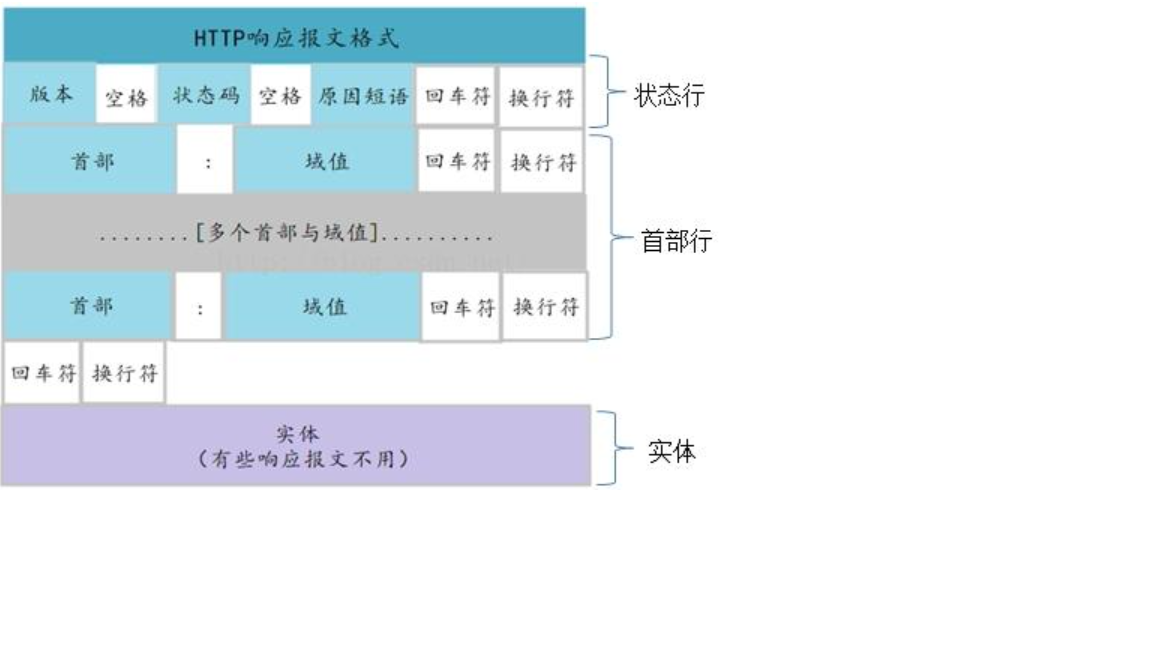 HTTP响应报文格式
版本 空格 状态码 空格 原因短语 回车符 换行符 状态行
首部 : 域值 回车符 换行符
........[多个首部与域值].......... 首部行
首部 : 域值 回车符 换行符
回车符 换行符
实体
（有些响应报文不用） 实体